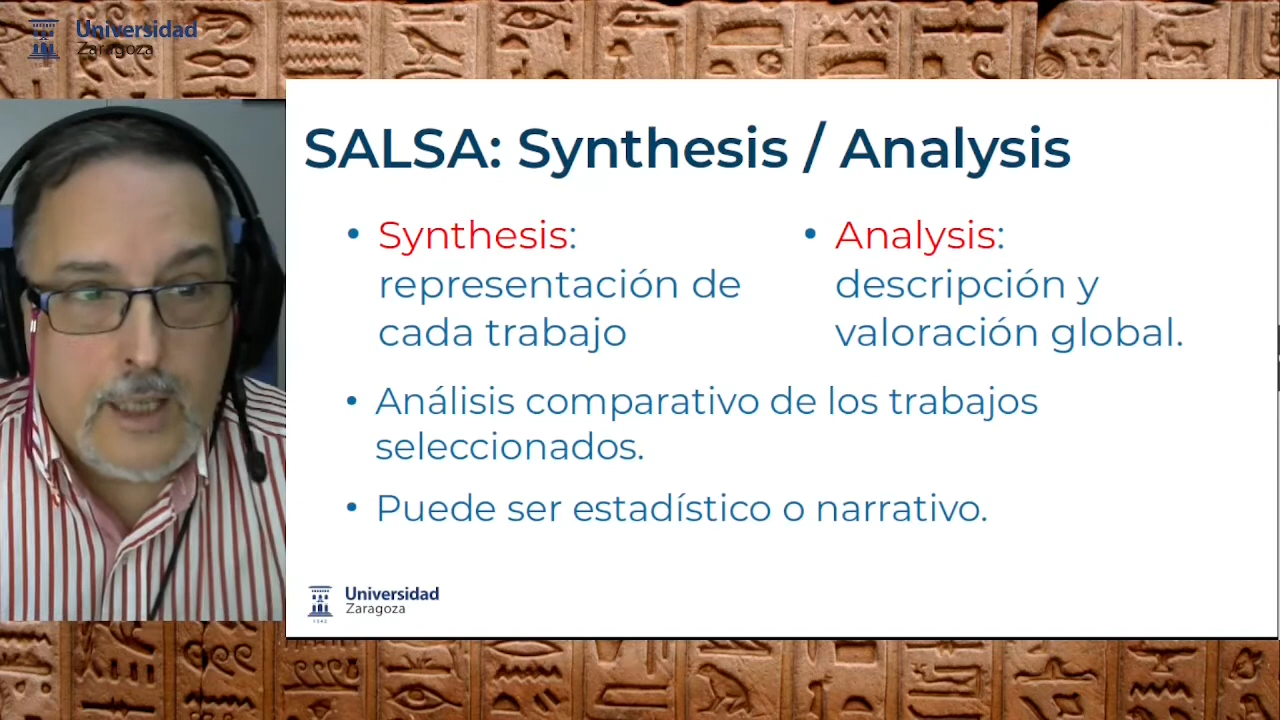 Universidad
Zaragoza
SALSA: Synthesis / Analysis
• Synthesis:
representación de
cada trabajo
• Analysis:
descripción y
valoración global.
• Análisis comparativo de los trabajos
seleccionados.
• Puede ser estadístico o narrativo.
Universidad
Zaragoza
1542